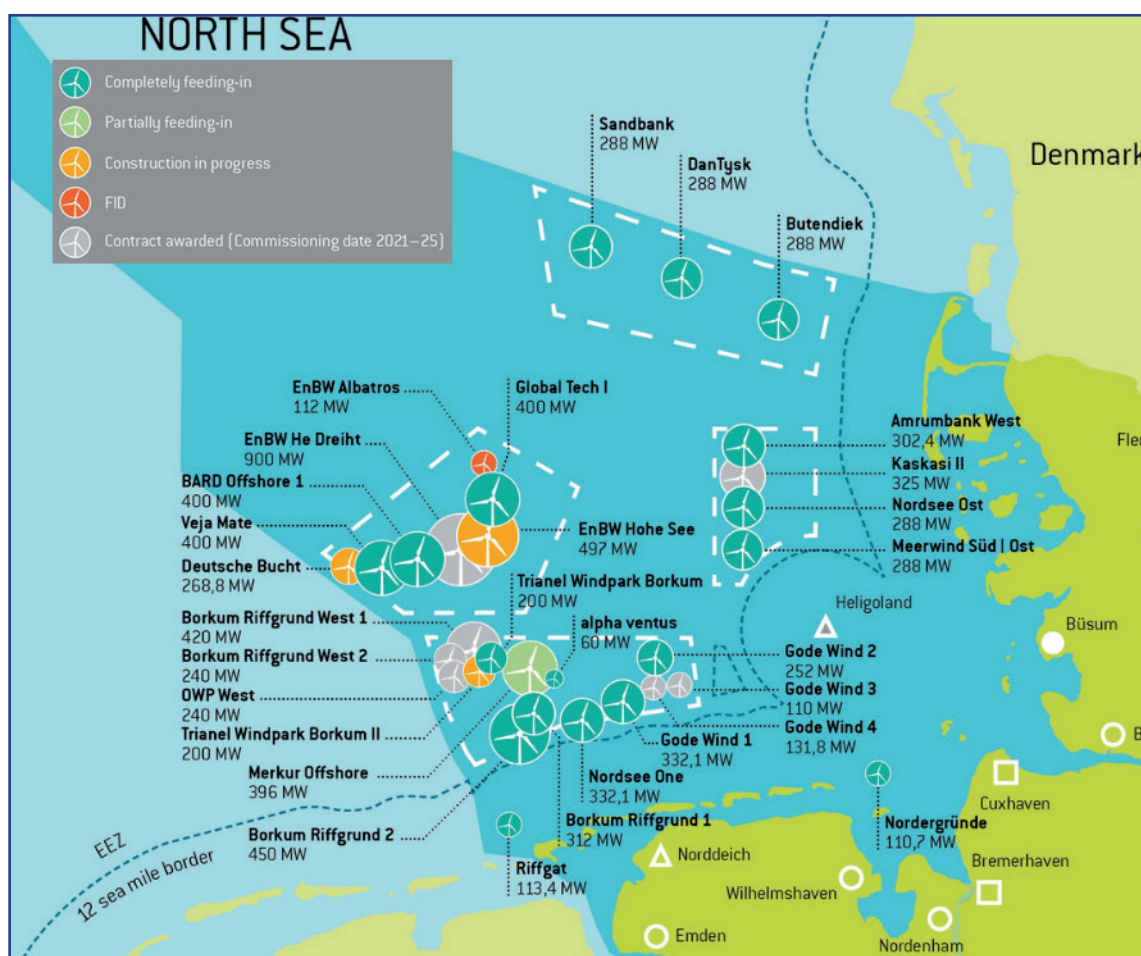 NORTH SEA
Completely feeding-in
Partially feeding-in
Construction in progress
FID
Contract awarded (Commissioning date 2021–25)
Sandbank
288 MW
DanTysk
288 MW
Butendiek
288 MW
Denmark
EnBW Albatros
112 MW
Global Tech I
400 MW
EnBW He Dreiht
900 MW
BARD Offshore 1
400 MW
Veja Mate
400 MW
Deutsche Bucht
268,8 MW
EnBW Hohe See
497 MW
Amrumbank West
302,4 MW
Kaskasi II
325 MW
Nordsee Ost
288 MW
Meerwind Süd | Ost
288 MW
Fler
Trianel Windpark Borkum
200 MW
alpha ventus
60 MW
Heligoland
Büsum
Borkum Riffgrund West 1
420 MW
Borkum Riffgrund West 2
240 MW
OWP West
240 MW
Trianel Windpark Borkum II
200 MW
Merkur Offshore
396 MW
Borkum Riffgrund 2
450 MW
Gode Wind 2
252 MW
Gode Wind 3
110 MW
Gode Wind 4
131,8 MW
Gode Wind 1
332,1 MW
Nordsee One
332,1 MW
Borkum Riffgrund 1
312 MW
Riffgat
113,4 MW
Nordergründe
110,7 MW
B
Cuxhaven
Bremerhaven
Norddeich
Wilhelmshaven
Emden
Nordenham
EEZ
12 sea mile border